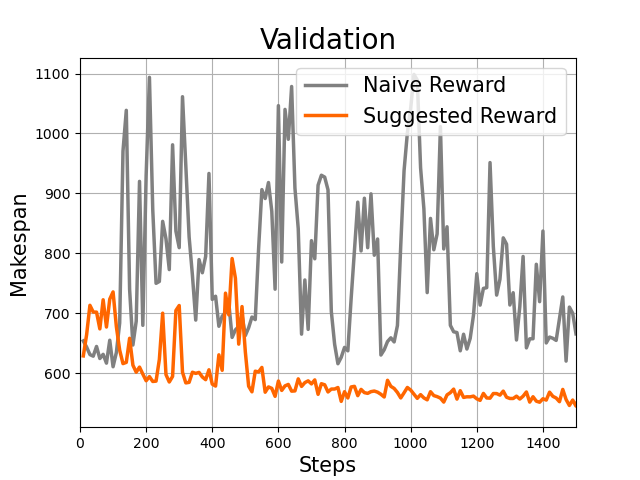 Validation
Naive Reward
Suggested Reward
Makespan
1100
1000
900
800
700
600
0 200 400 600 800 1000 1200 1400
Steps